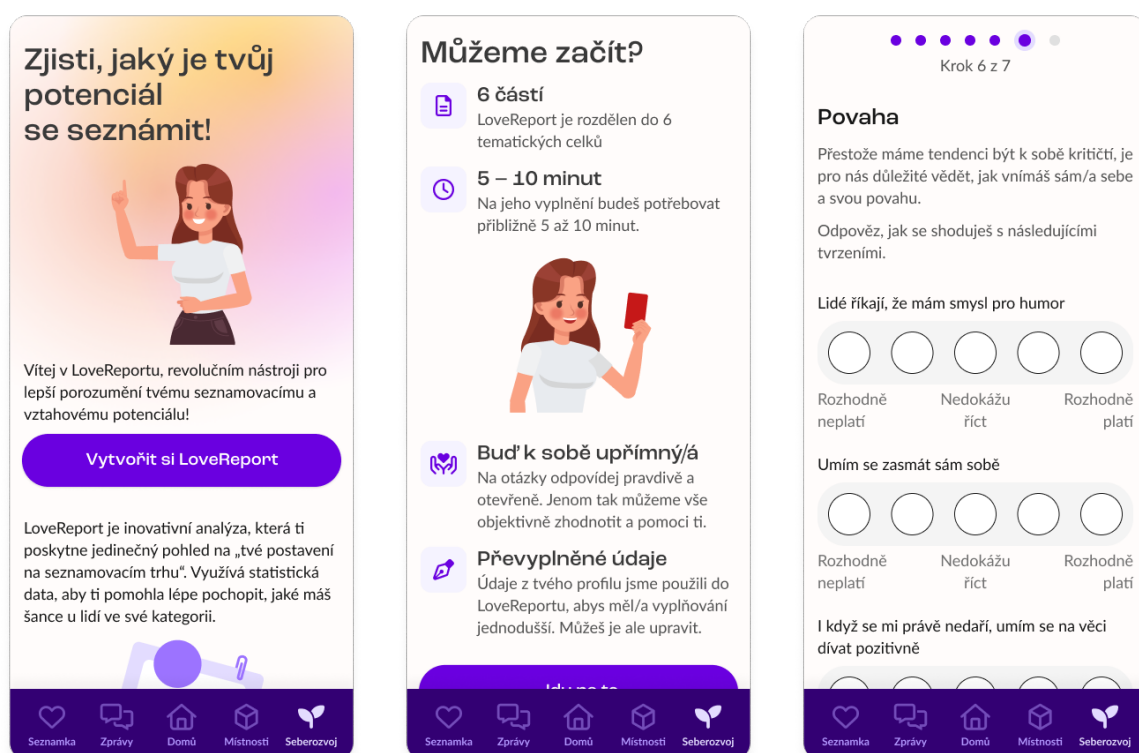 Zjisti, jaký je tvůj
potenciál
se seznámit!
Vítej v LoveReportu, revolučním nástroji pro
lepší porozumění tvému seznamovacímu a
vztahovému potenciálu!
Vytvořit si LoveReport
LoveReport je inovativní analýza, která ti
poskytne jedinečný pohled na „tvé postavení
na seznamovacím trhu“. Využívá statistická
data, aby ti pomohla lépe pochopit, jaké máš
šance u lidí ve své kategorii.
Seznamka Zprávy Domů Místnosti Seberozvoj
Můžeme začít?
6 částí
LoveReport je rozdělen do 6
tematických celků
5 – 10 minut
Na jeho vyplnění budeš potřebovat
přibližně 5 až 10 minut.
Buď k sobě upřímný/á
Na otázky odpovídej pravdivě a
otevřeně. Jenom tak můžeme vše
objektivně zhodnotit a pomoci ti.
Převyplněné údaje
Údaje z tvého profilu jsme použili do
LoveReportu, abys měl/a vyplňování
jednodušší. Můžeš je ale upravit.
Seznamka Zprávy Domů Místnosti Seberozvoj
Krok 6 z 7
Povaha
Přestože máme tendenci být k sobě kritičtí, je
pro nás důležité vědět, jak vnímáš sám/a sebe
a svou povahu.
Odpověz, jak se shoduješ s následujícími
tvrzeními.
Lidé říkají, že mám smysl pro humor
Rozhodně Nedokážu Rozhodně
neplatí říct platí
Umím se zasmát sám sobě
Rozhodně Nedokážu Rozhodně
neplatí říct platí
I když se mi právě nedaří, umím se na věci
dívat pozitivně
Seznamka Zprávy Domů Místnosti Seberozvoj